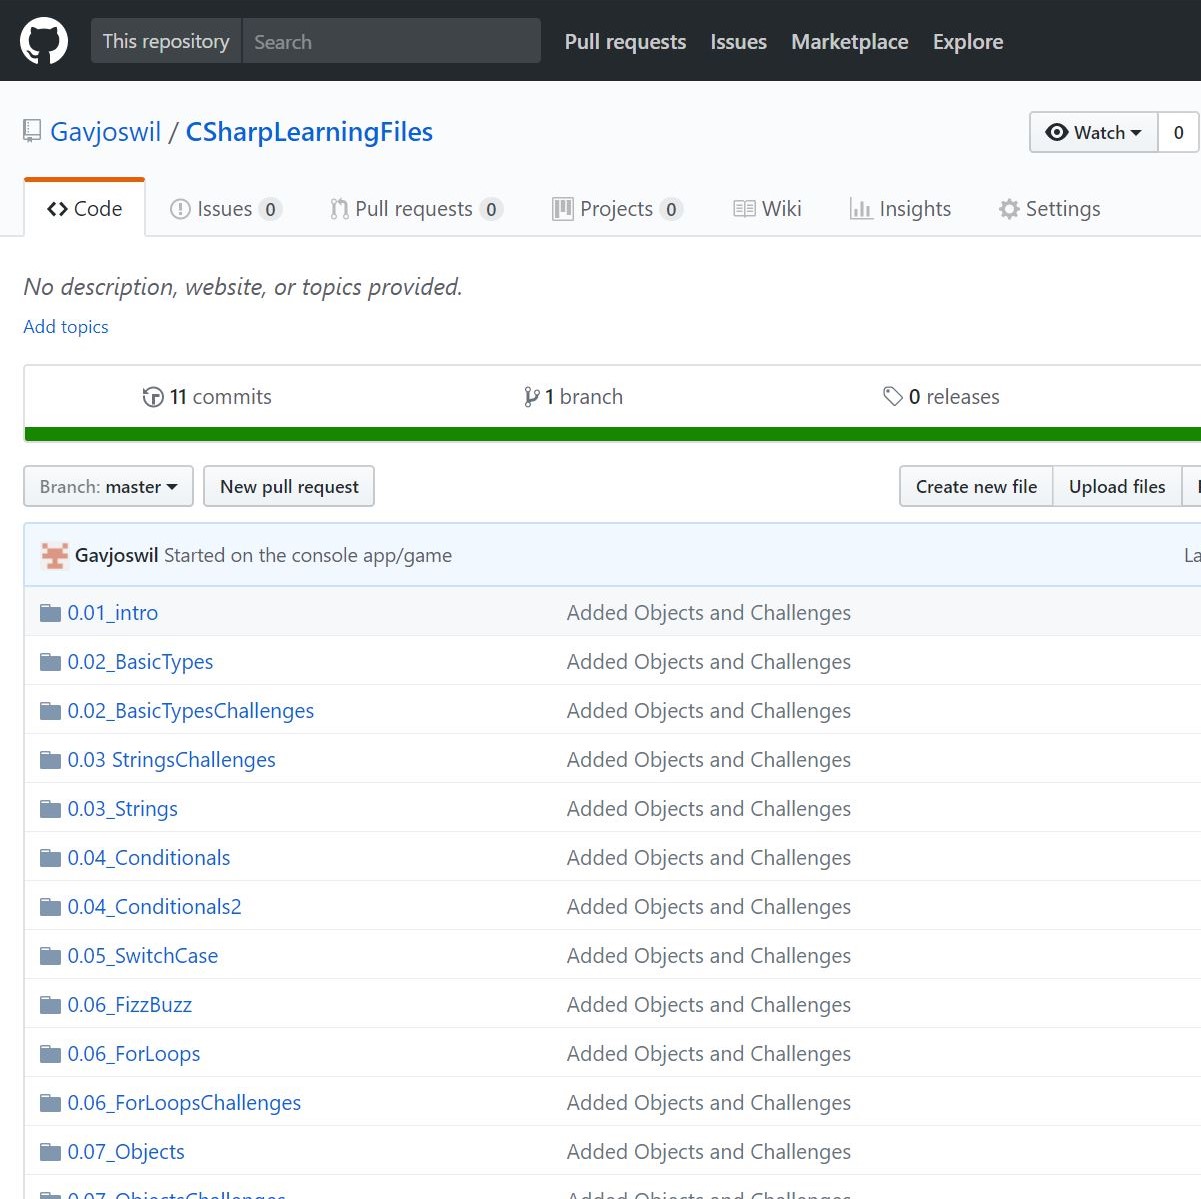 This repository Search Pull requests Issues Marketplace Explore
Gavjoswil / CSharpLearningFiles Watch 0
Code Issues 0 Pull requests 0 Projects 0 Wiki Insights Settings
No description, website, or topics provided.
Add topics
11 commits 1 branch 0 releases
Branch: master New pull request Create new file Upload files
Gavjoswil Started on the console app/game La
0.01_intro Added Objects and Challenges
0.02_BasicTypes Added Objects and Challenges
0.02_BasicTypesChallenges Added Objects and Challenges
0.03 StringsChallenges Added Objects and Challenges
0.03_Strings Added Objects and Challenges
0.04_Conditionals Added Objects and Challenges
0.04_Conditionals2 Added Objects and Challenges
0.05_SwitchCase Added Objects and Challenges
0.06_FizzBuzz Added Objects and Challenges
0.06_ForLoops Added Objects and Challenges
0.06_ForLoopsChallenges Added Objects and Challenges
0.07_Objects Added Objects and Challenges
0.07_ObjectsChallenges Added Objects and Challenges